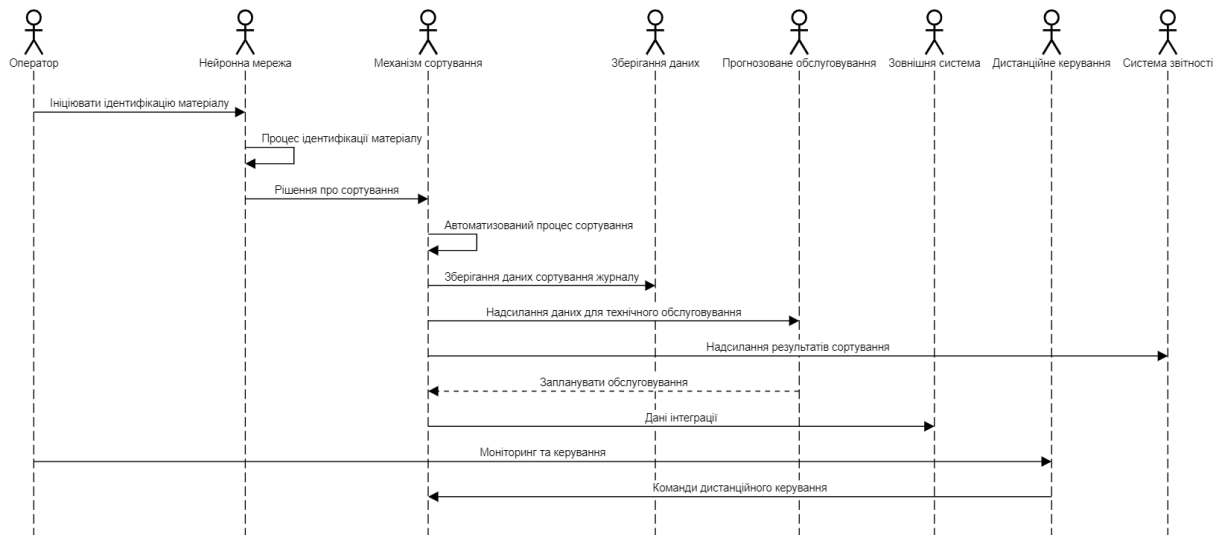 Оператор
Нейронна мережа
Механізм сортування
Зберігання даних
Прогнозоване обслуговування
Зовнішня система
Дистанційне керування
Система звітності
Ініціювати ідентифікацію матеріалу
Процес ідентифікації матеріалу
Рішення про сортування
Автоматизований процес сортування
Зберігання даних сортування журналу
Надсилання даних для технічного обслуговування
Надсилання результатів сортування
Запланувати обслуговування
Дані інтеграції
Моніторинг та керування
Команди дистанційного керування